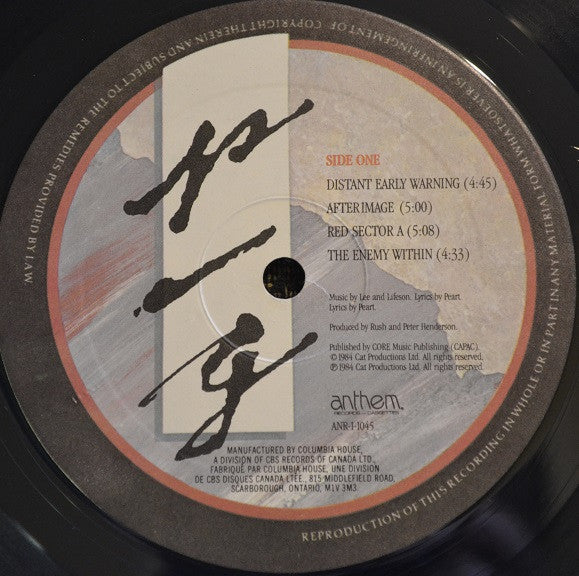 REPRODUCTION OF THIS RECORDING IN WHOLE OR IN PART IN ANY MATERIAL FORM WHATSOEVER IS AN INFRINGEMENT OF COPYRIGHT THEREIN AND SUBJECT TO THE REMEDIES PROVIDED BY LAW
SIDE ONE
DISTANT EARLY WARNING (4:45)
AFTERIMAGE (5:00)
RED SECTOR A (5:08)
THE ENEMY WITHIN (4:33)
Music by Lee and Lifeson. Lyrics by Peart.
Lyrics by Peart.
Produced by Rush and Peter Henderson.
Published by CORE Music Publishing (CAPAC).
© 1984 Cat Productions Ltd. All rights reserved.
℗ 1984 Cat Productions Ltd. All rights reserved.
anthem
RECORDS AND CASSETTES
ANR-1-1045
MANUFACTURED BY COLUMBIA HOUSE,
A DIVISION OF CBS RECORDS OF CANADA LTD.,
FABRIQUÉ PAR COLUMBIA HOUSE, UNE DIVISION
DE CBS DISQUES CANADA LTÉE., 815 MIDDLEFIELD ROAD,
SCARBOROUGH, ONTARIO, M1V 3M3